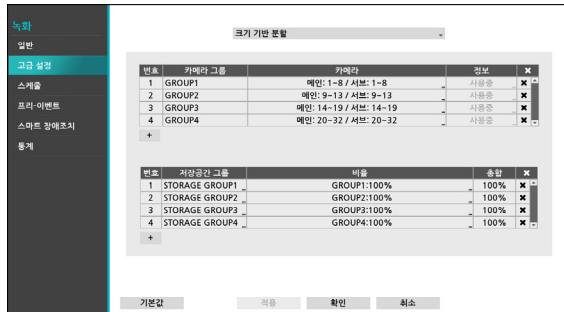 녹화
일반
고급 설정
스케줄
프리-이벤트
스마트 장애조치
통계
크기 기반 분할
번호 카메라 그룹 카메라 정보 ✖
1 GROUP1 메인: 1~8 / 서브: 1~8 ... 사용중 ... ✖
2 GROUP2 메인: 9~13 / 서브: 9~13 ... 사용중 ... ✖
3 GROUP3 메인: 14~19 / 서브: 14~19 ... 사용중 ... ✖
4 GROUP4 메인: 20~32 / 서브: 20~32 ... 사용중 ... ✖
+
번호 저장공간 그룹 비율 총합 ✖
1 STORAGE GROUP1 ... GROUP1:100% ... 100% ✖
2 STORAGE GROUP2 ... GROUP2:100% ... 100% ✖
3 STORAGE GROUP3 ... GROUP3:100% ... 100% ✖
4 STORAGE GROUP4 ... GROUP4:100% ... 100% ✖
+
기본값 적용 확인 취소